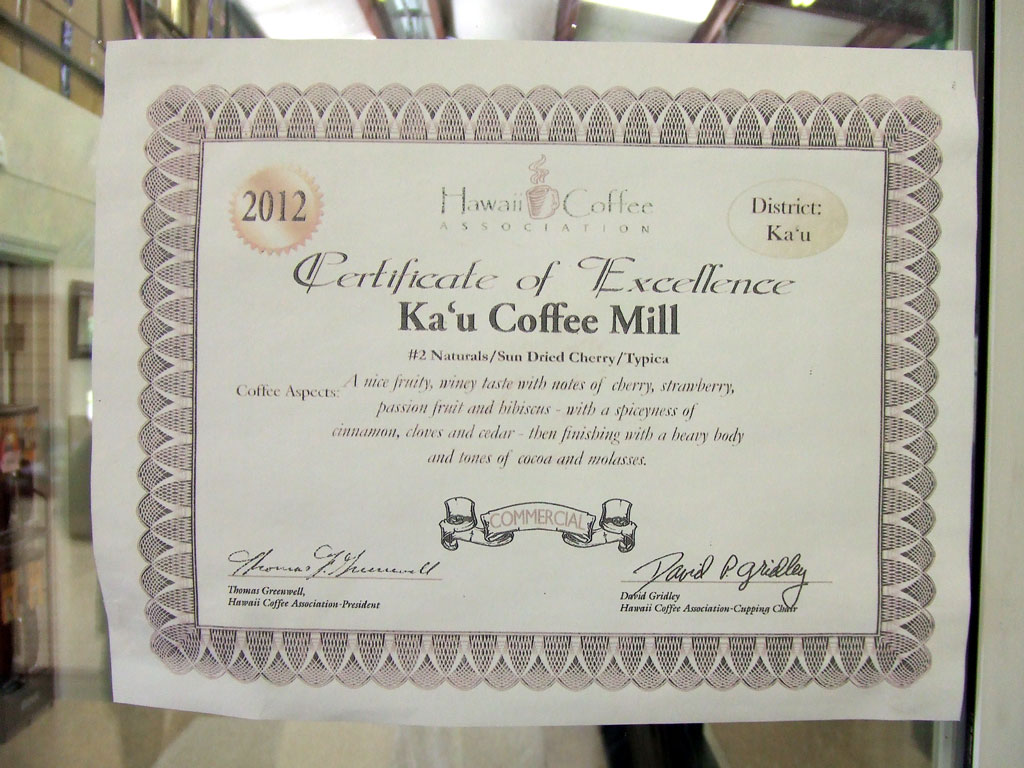 2012
Hawaii Coffee
ASSOCIATION
District:
Ka'u
Certificate of Excellence
Ka'u Coffee Mill
#2 Naturals/Sun Dried Cherry/Typica
Coffee Aspects: A nice fruity, winey taste with notes of cherry, strawberry,
passion fruit and hibiscus - with a spiceyness of
cinnamon, cloves and cedar - then finishing with a heavy body
and tones of cocoa and molasses.
COMMERCIAL
Thomas F. Greenwell
David P. Gridley
Thomas Greenwell,
Hawaii Coffee Association-President
David Gridley
Hawaii Coffee Association-Cupping Chair